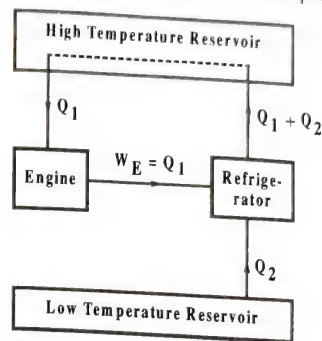 High Temperature Reservoir
Q1
Q1 + Q2
WE = Q1
Engine
Refrige-
rator
Q2
Low Temperature Reservoir